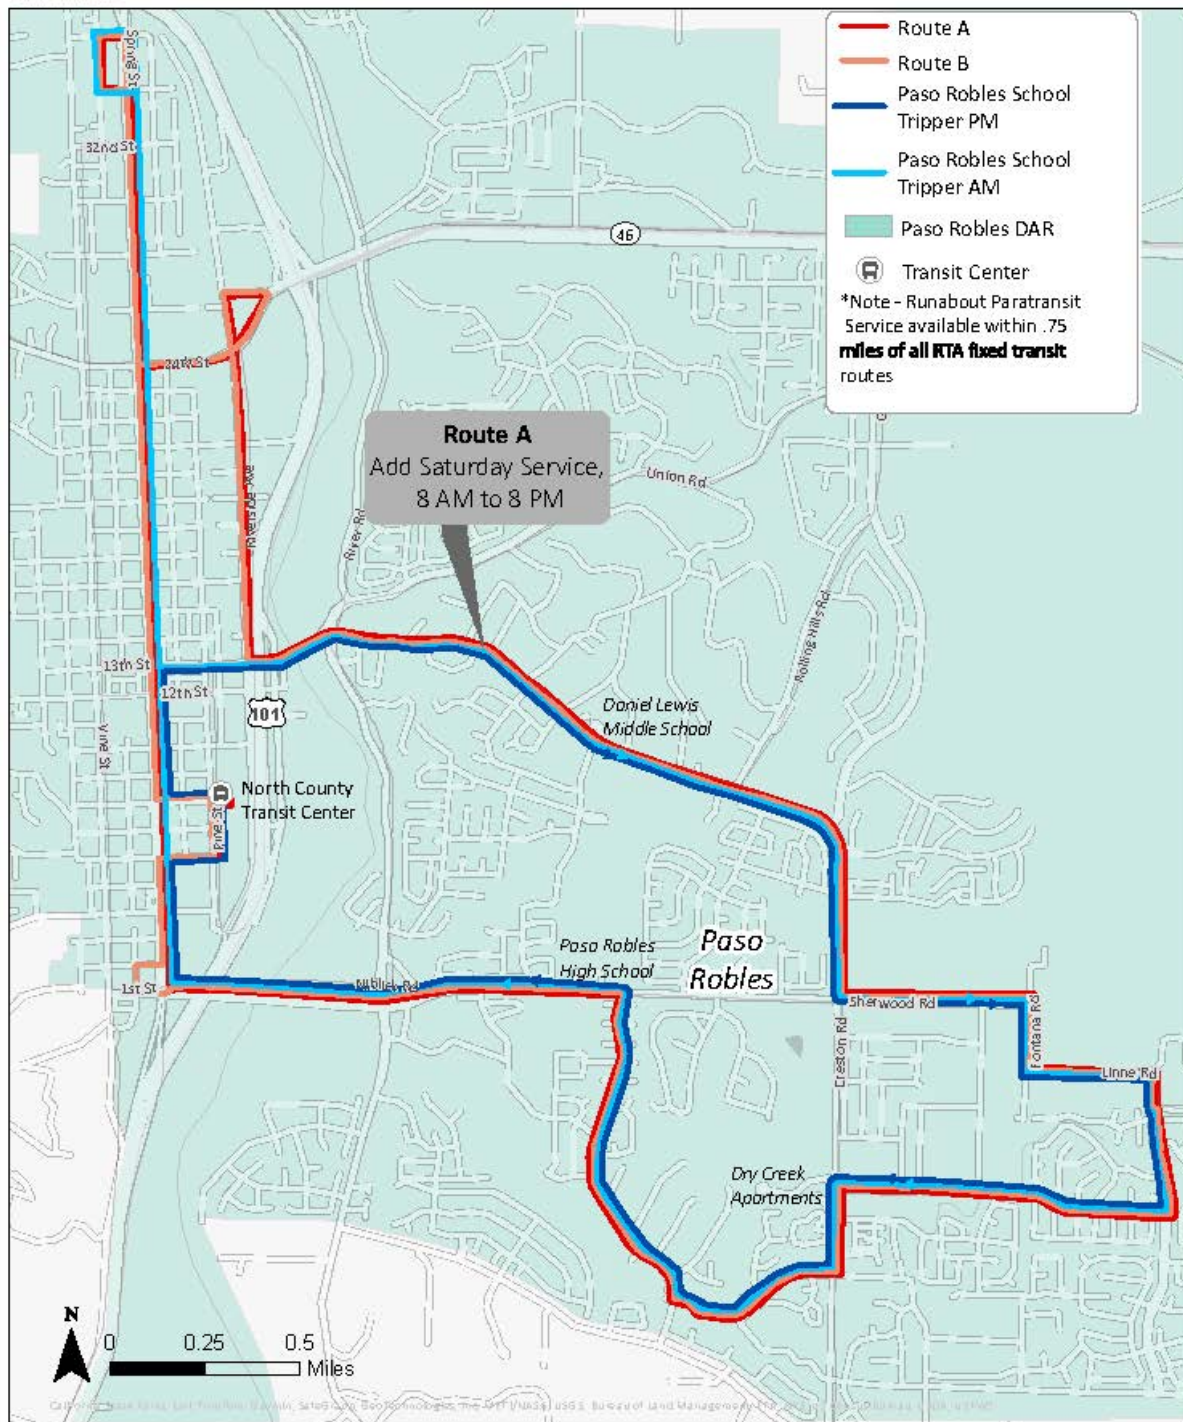 Route A
Route B
Paso Robles School
Tripper PM
Paso Robles School
Tripper AM
Paso Robles DAR
Transit Center
*Note - Runabout Paratransit
Service available within .75
miles of all RTA fixed transit
routes
Spring St
32nd St
46
24th St
Route A
Add Saturday Service,
8 AM to 8 PM
Union Rd
Riverside Ave
River Rd
Rolling Hills Rd
13th St
12th St
101
Vine St
Daniel Lewis
Middle School
North County
Transit Center
Pine St
Paso Robles
High School
Paso
Robles
1st St
Niblick Rd
Sherwood Rd
Creston Rd
Fontana Rd
Linne Rd
Dry Creek
Apartments
N
0 0.25 0.5
Miles